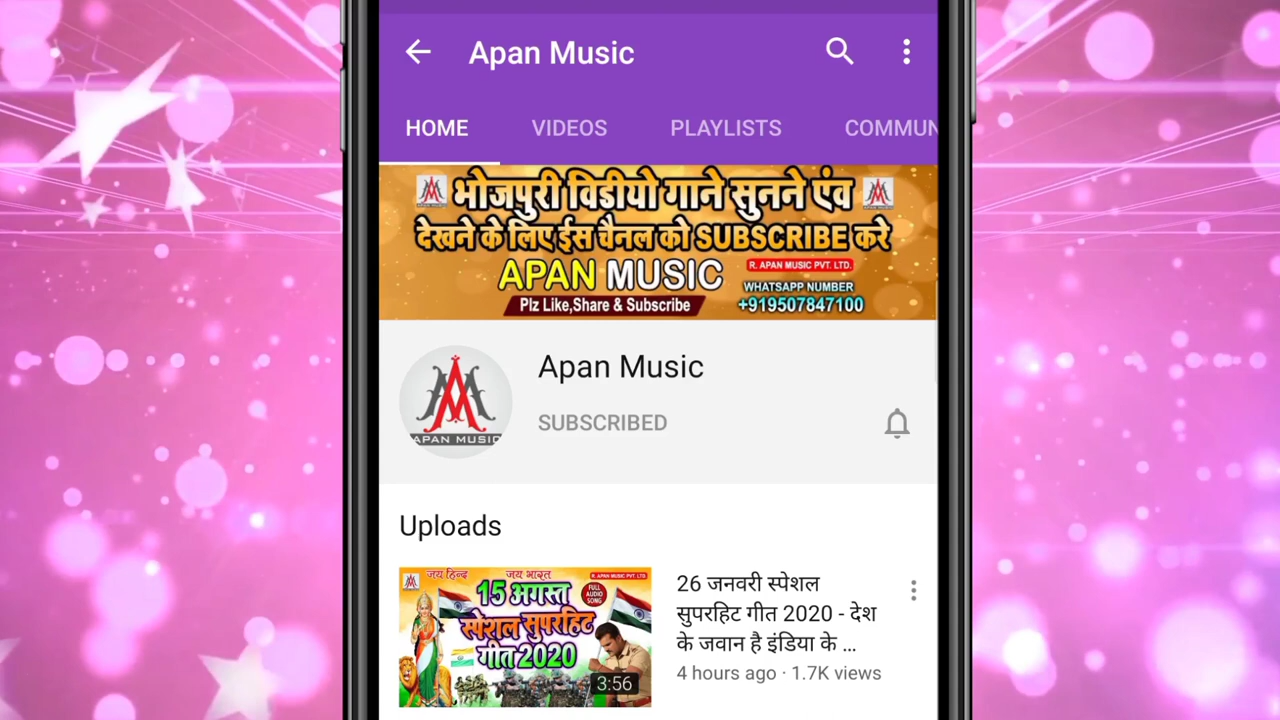 Apan Music
HOME VIDEOS PLAYLISTS COMMUN
भोजपुरी विडीयो गाने सुनने एंव
देखने के लिए ईस चैनल को SUBSCRIBE करे
APAN MUSIC
R. APAN MUSIC PVT. LTD.
WHATSAPP NUMBER
Plz Like,Share & Subscribe
+919507847100
Apan Music
SUBSCRIBED
APAN MUSIC
Uploads
जय हिन्द जय भारत
R. APAN MUSIC PVT. LTD
15 अगस्त
FULL AUDIO SONG
स्पेशल सुपरहिट
गीत 2020
3:56
26 जनवरी स्पेशल
सुपरहिट गीत 2020 - देश
के जवान है इंडिया के ...
4 hours ago · 1.7K views